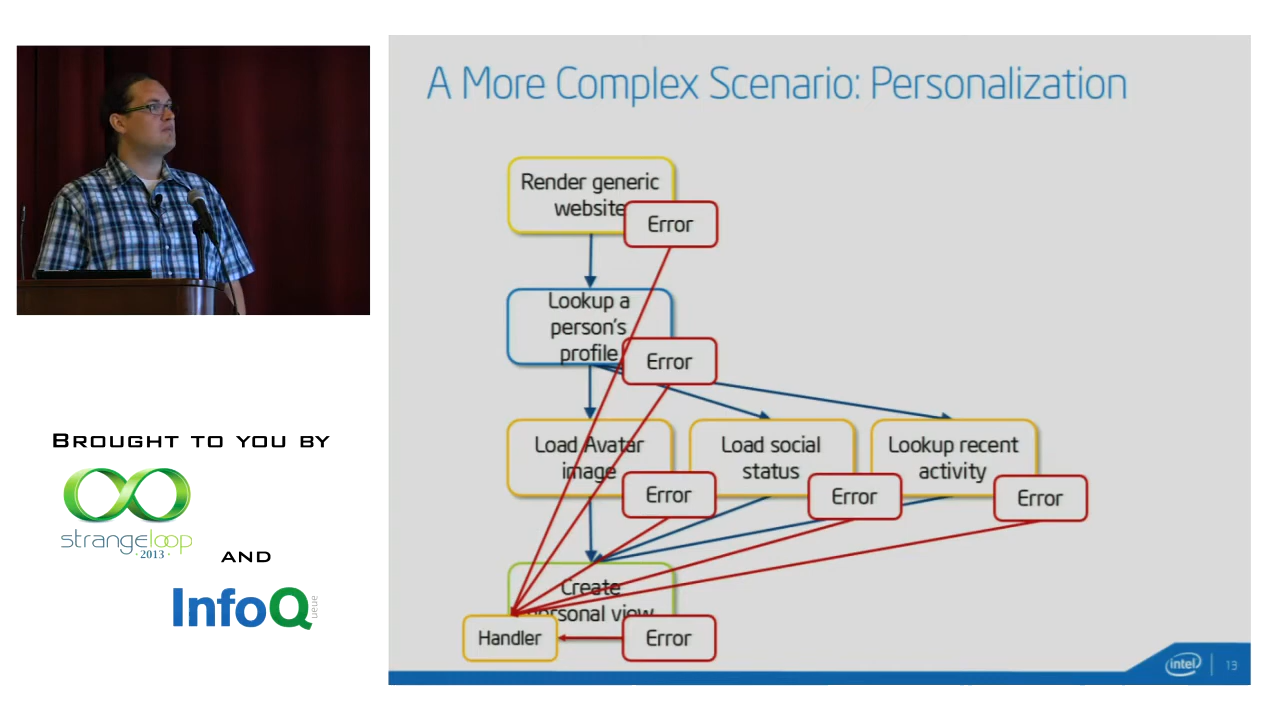 A More Complex Scenario: Personalization
Render generic
website
Error
Lookup a
person's
profile
Error
Load Avatar
image
Error
Load social
status
Error
Lookup recent
activity
Error
Create
personal view
Handler
Error
intel
13
BROUGHT TO YOU BY
strangeloop
· 2013 ·
AND
InfoQ